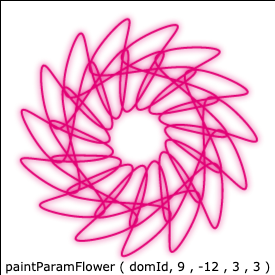 paintParamFlower ( domId, 9 , -12 , 3 , 3 )